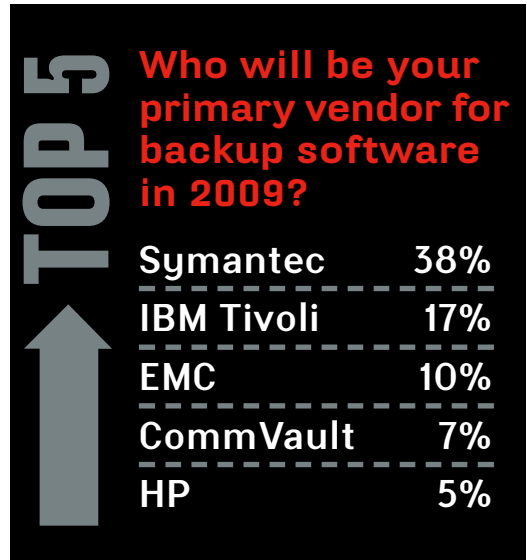 TOP 5
Who will be your
primary vendor for
backup software
in 2009?
Symantec 38%
IBM Tivoli 17%
EMC 10%
CommVault 7%
HP 5%